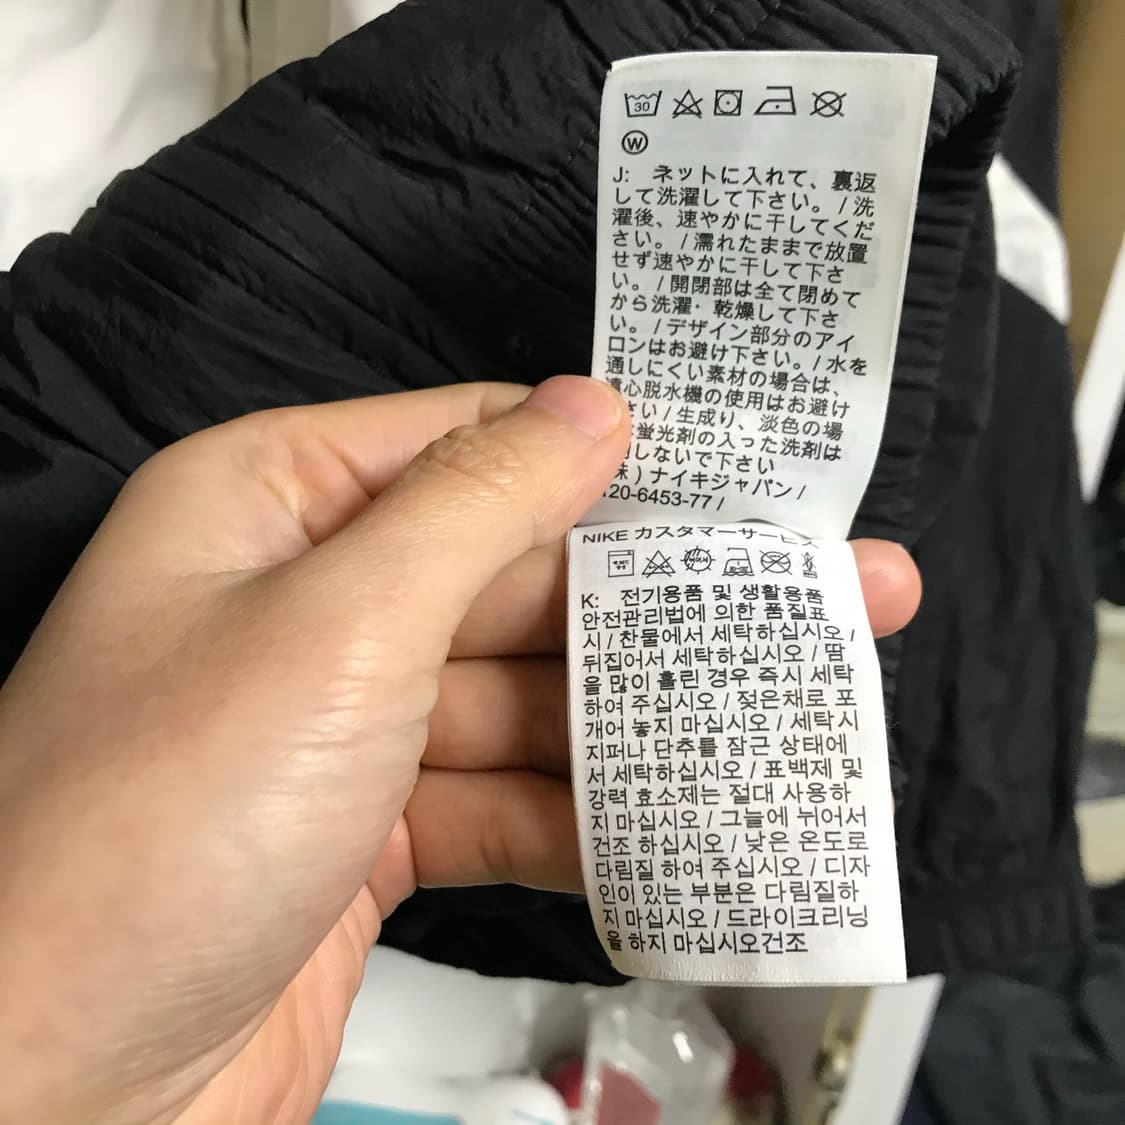 30
W
J: ネットに入れて、裏返
して洗濯して下さい。 / 洗
濯後、速やかに干してくだ
さい。 / 濡れたままで放置
せず速やかに干して下さ
い。 / 開閉部は全て閉めて
から洗濯・乾燥して下さ
い。 / デザイン部分のアイ
ロンはお避け下さい。 / 水を
通しにくい素材の場合は、
遠心脱水機の使用はお避け
さい / 生成り、淡色の場
蛍光剤の入った洗剤は
しないで下さい
) ナイキジャパン /
120-6453-77 /
NIKE カスタマーサービス
K: 전기용품 및 생활용품
안전관리법에 의한 품질표
시 / 찬물에서 세탁하십시오 /
뒤집어서 세탁하십시오 / 땀
을 많이 흘린 경우 즉시 세탁
하여 주십시오 / 젖은채로 포
개어 놓지 마십시오 / 세탁시
지퍼나 단추를 잠근 상태에
서 세탁하십시오 / 표백제 및
강력 효소제는 절대 사용하
지 마십시오 / 그늘에 뉘어서
건조 하십시오 / 낮은 온도로
다림질 하여 주십시오 / 디자
인이 있는 부분은 다림질하
지 마십시오 / 드라이크리닝
을 하지 마십시오건조